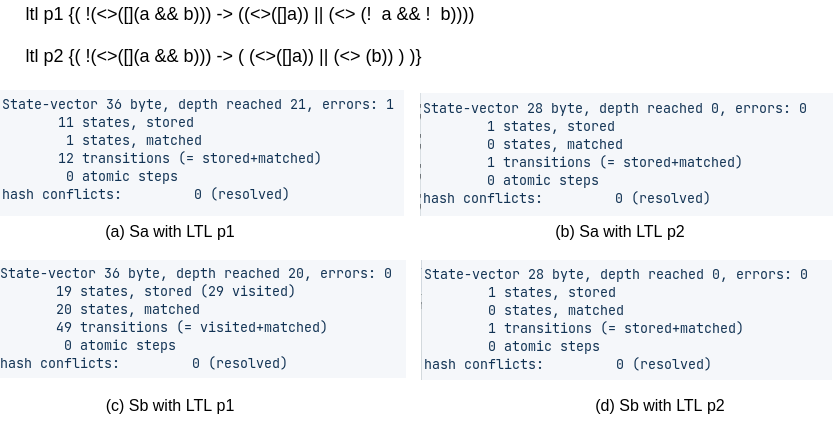 ltl p1 {( !(<>([](a && b))) -> ((<>([]a)) || (<> (!  a && !  b))))
ltl p2 {( !(<>([](a && b))) -> ( (<>([]a)) || (<> (b)) ) )}
State-vector 36 byte, depth reached 21, errors: 1
11 states, stored
1 states, matched
12 transitions (= stored+matched)
0 atomic steps
hash conflicts:         0 (resolved)
(a) Sa with LTL p1
State-vector 28 byte, depth reached 0, errors: 0
1 states, stored
0 states, matched
1 transitions (= stored+matched)
0 atomic steps
hash conflicts:         0 (resolved)
(b) Sa with LTL p2
State-vector 36 byte, depth reached 20, errors: 0
19 states, stored (29 visited)
20 states, matched
49 transitions (= visited+matched)
0 atomic steps
hash conflicts:         0 (resolved)
(c) Sb with LTL p1
State-vector 28 byte, depth reached 0, errors: 0
1 states, stored
0 states, matched
1 transitions (= stored+matched)
0 atomic steps
hash conflicts:         0 (resolved)
(d) Sb with LTL p2